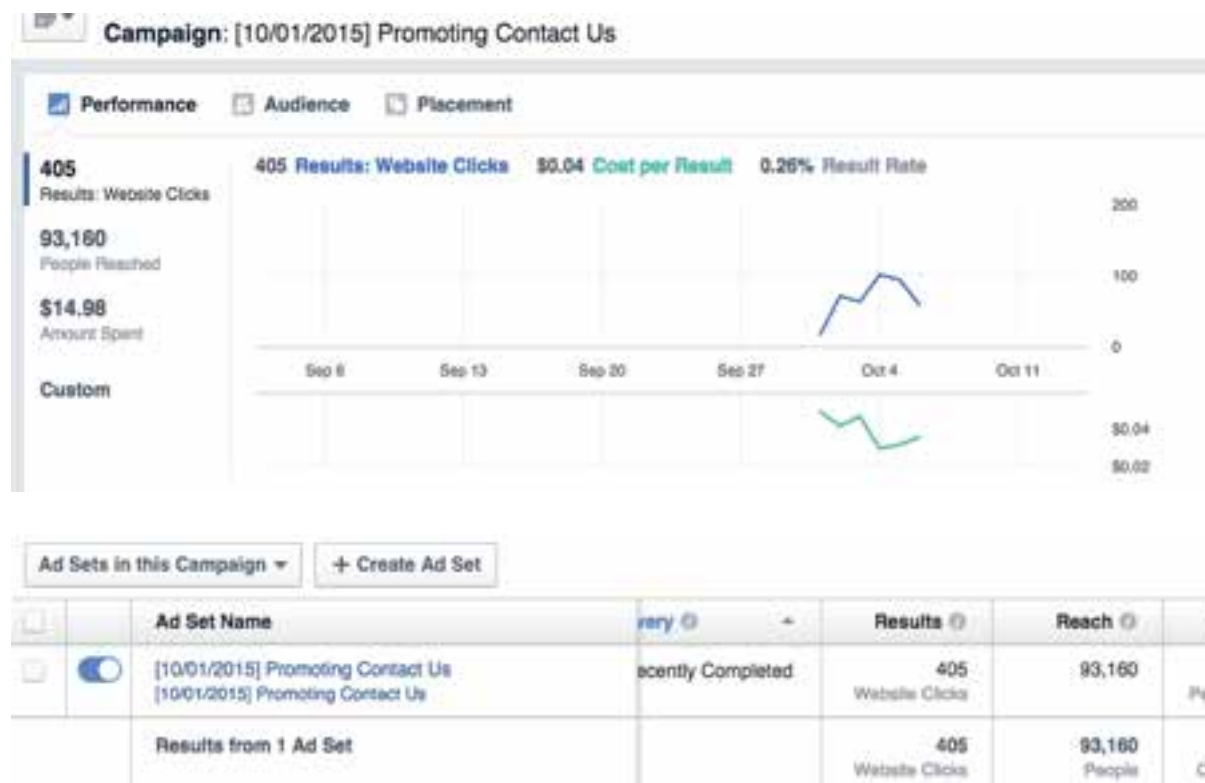 Campaign: [10/01/2015] Promoting Contact Us
Performance Audience Placement
405
Results: Website Clicks
93,160
People Reached
$14.98
Amount Spent
Custom
405 Results: Website Clicks $0.04 Cost per Result 0.26% Result Rate
200
100
0
Sep 6 Sep 13 Sep 20 Sep 27 Oct 4 Oct 11
$0.04
$0.02
Ad Sets in this Campaign + Create Ad Set
Ad Set Name very Results Reach
[10/01/2015] Promoting Contact Us ecently Completed 405 93,160
[10/01/2015] Promoting Contact Us Website Clicks
Results from 1 Ad Set 405 93,160
Website Clicks People